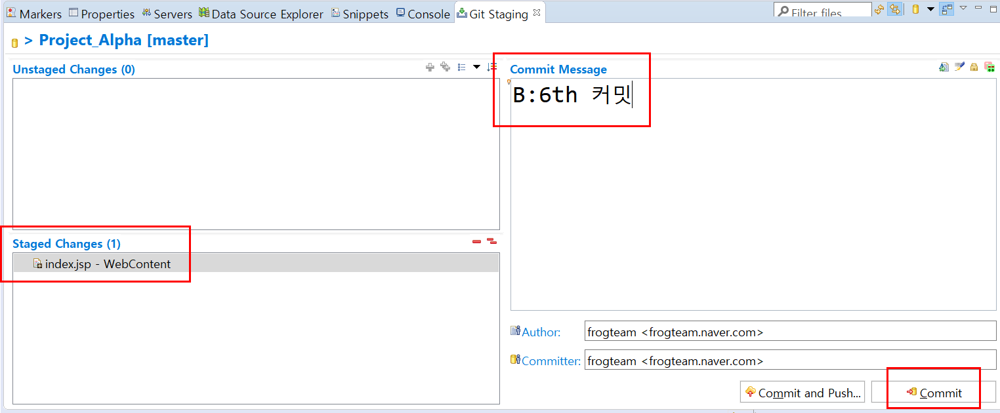 Markers Properties Servers Data Source Explorer Snippets Console Git Staging Filter files
> Project_Alpha [master]
Unstaged Changes (0)
Commit Message
B:6th 커밋
Staged Changes (1)
index.jsp - WebContent
Author: frogteam <frogteam.naver.com>
Committer: frogteam <frogteam.naver.com>
Commit and Push... Commit